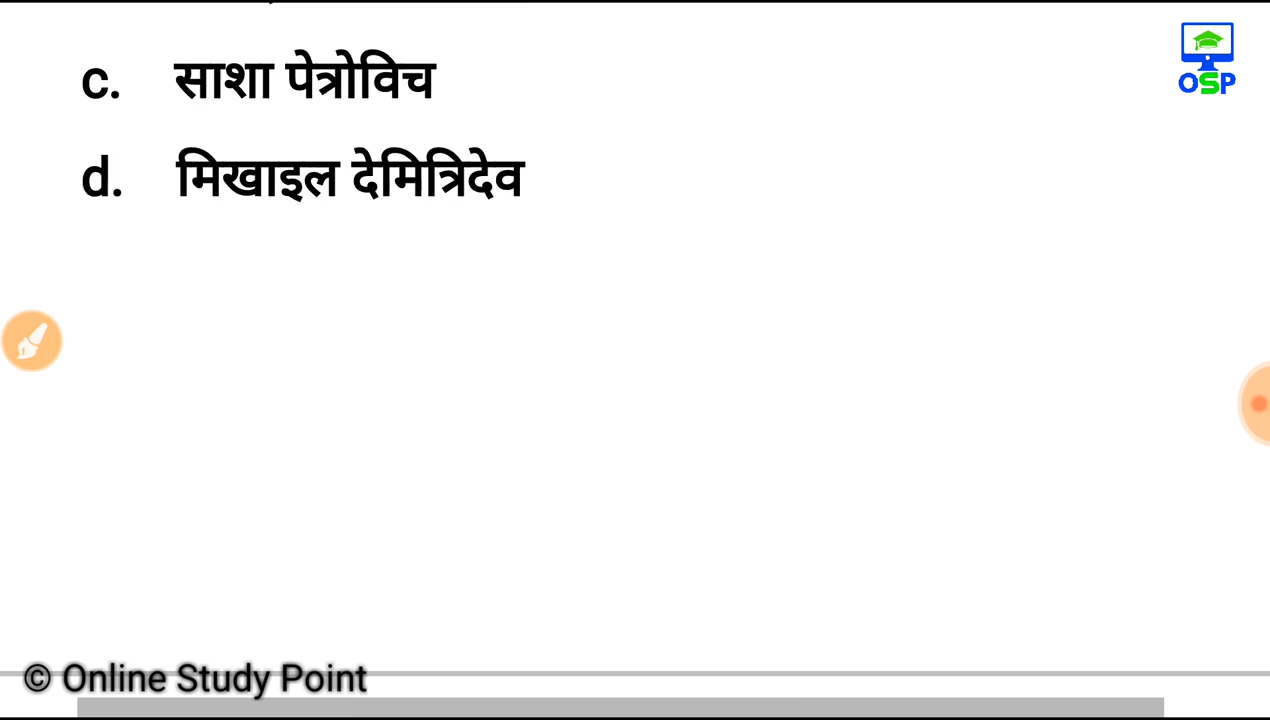 OSP
c. साशा पेत्रोविच
d. मिखाइल देमित्रिदेव
© Online Study Point